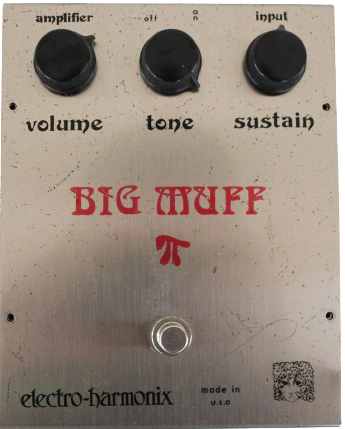 amplifier off on input
volume tone sustain
BIG MUFF
π
electro-harmonix made in
u.s.a